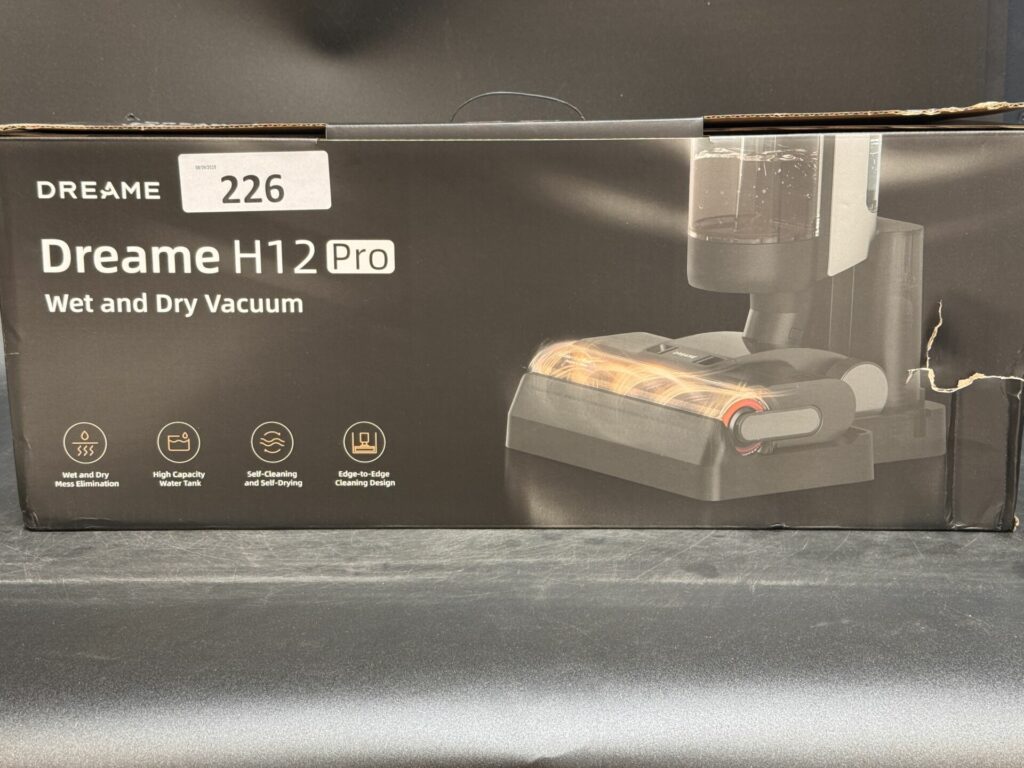 DREAME
226
Dreame H12 Pro
Wet and Dry Vacuum
Wet and Dry
Mess Elimination
High Capacity
Water Tank
Self-Cleaning
and Self-Drying
Edge-to-Edge
Cleaning Design
DREAME